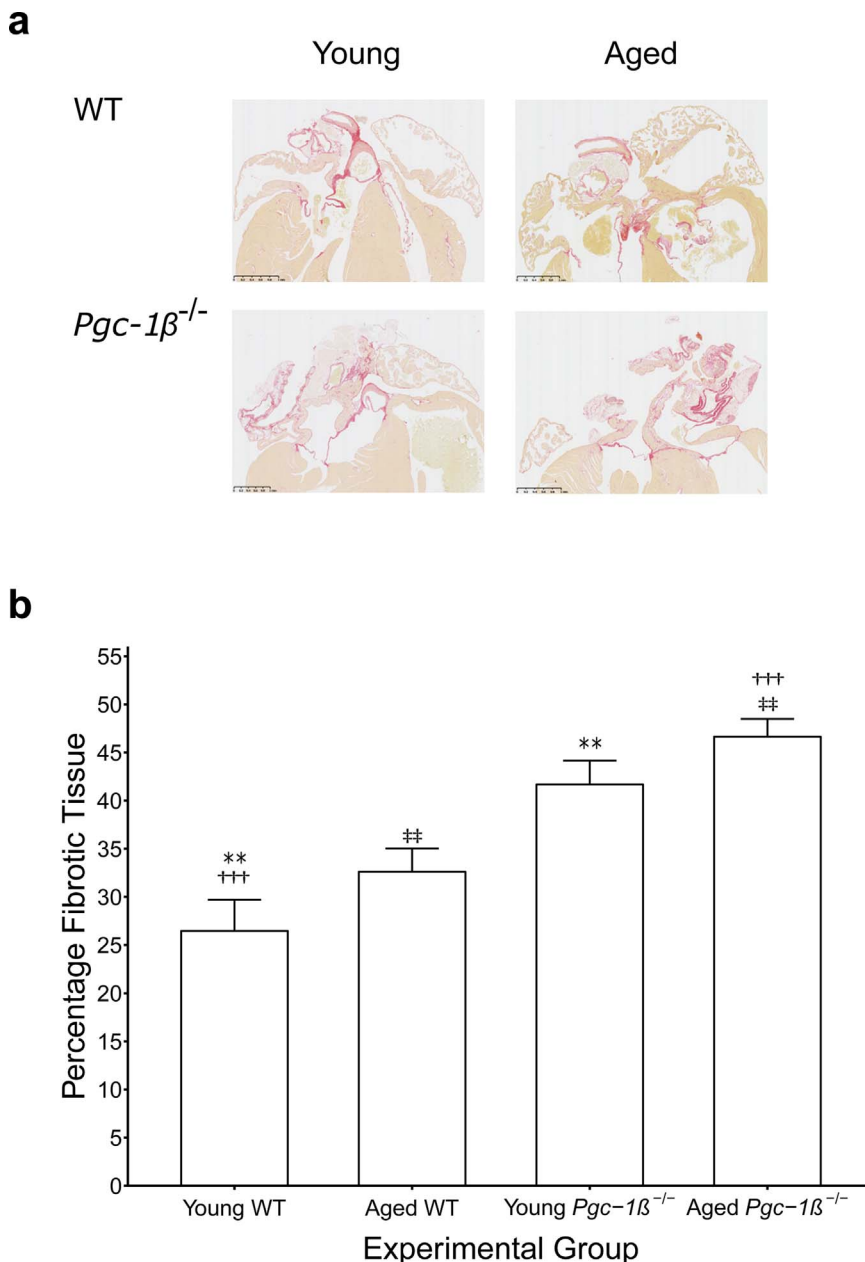 a
Young Aged
WT
Pgc-1β⁻/⁻
b
55
50
45
40
35
30
25
20
15
10
5
0
Percentage Fibrotic Tissue
**
†††
‡‡
**
†††
‡‡
Young WT Aged WT Young Pgc−1ß⁻/⁻ Aged Pgc−1ß⁻/⁻
Experimental Group